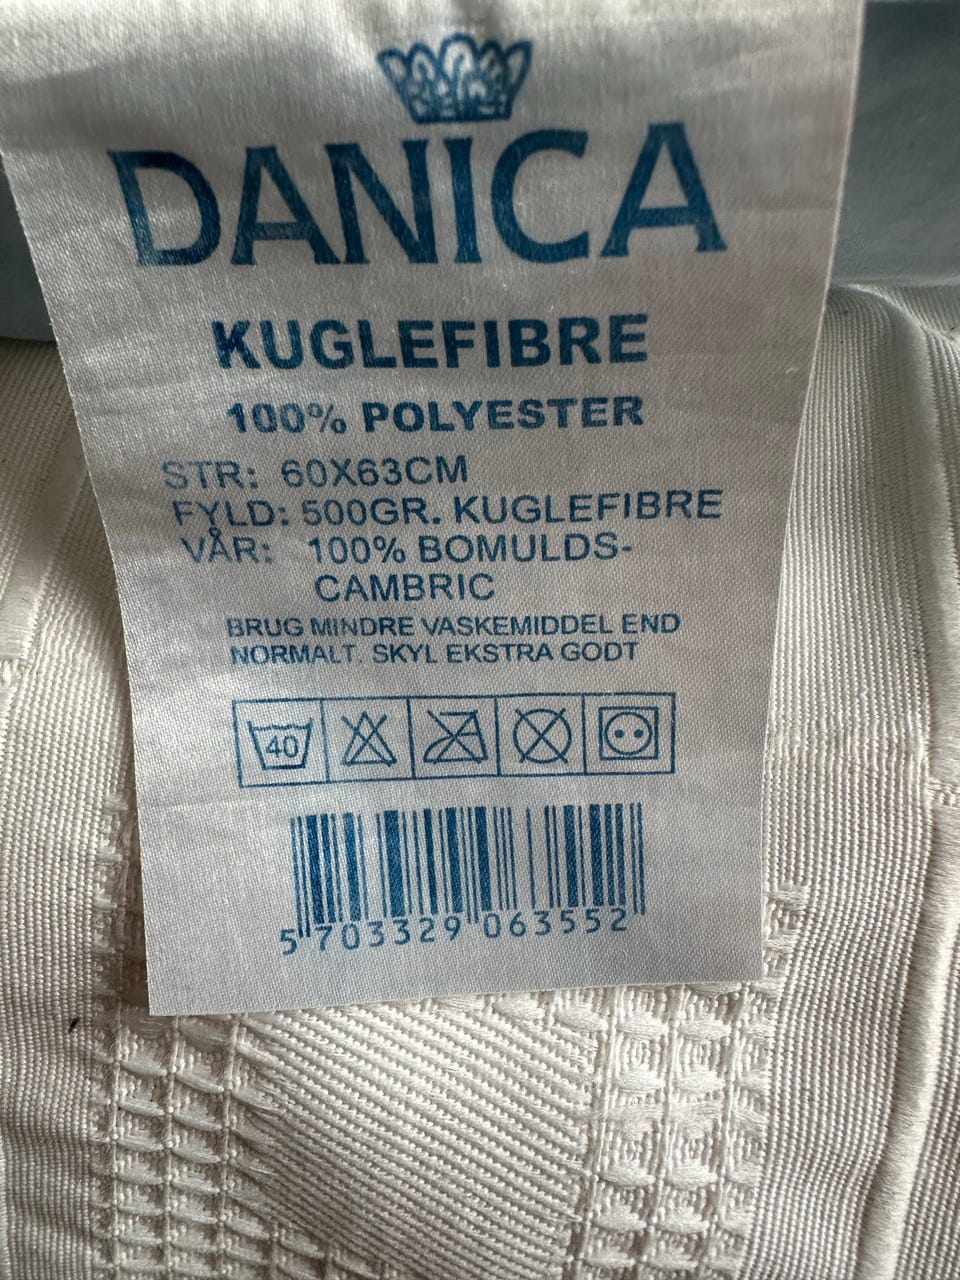 DANICA
KUGLEFIBRE
100% POLYESTER
STR: 60X63CM
FYLD: 500GR. KUGLEFIBRE
VÅR: 100% BOMULDS-
CAMBRIC
BRUG MINDRE VASKEMIDDEL END
NORMALT. SKYL EKSTRA GODT
40
5 703329 063552